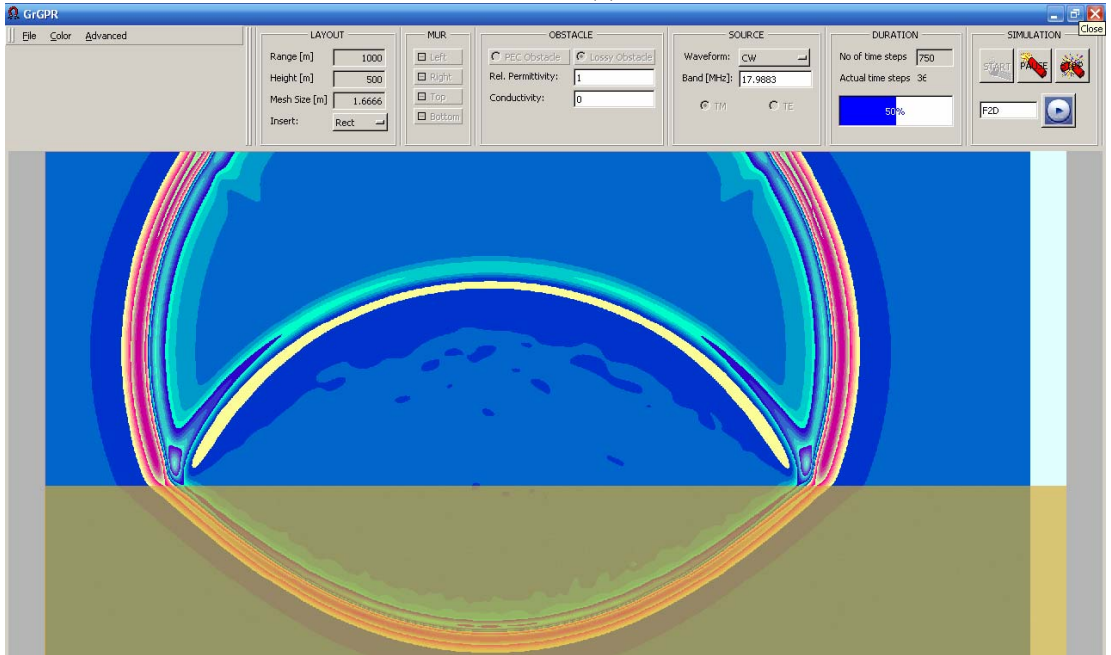 GrGPR
Close
File Color Advanced
LAYOUT
Range [m] 1000
Height [m] 500
Mesh Size [m] 1.6666
Insert: Rect
MUR
Left
Right
Top
Bottom
OBSTACLE
PEC Obstacle Lossy Obstacle
Rel. Permittivity: 1
Conductivity: 0
SOURCE
Waveform: CW
Band [MHz]: 17.9883
TM TE
DURATION
No of time steps 750
Actual time steps
50%
SIMULATION
START PAUSE
F2D